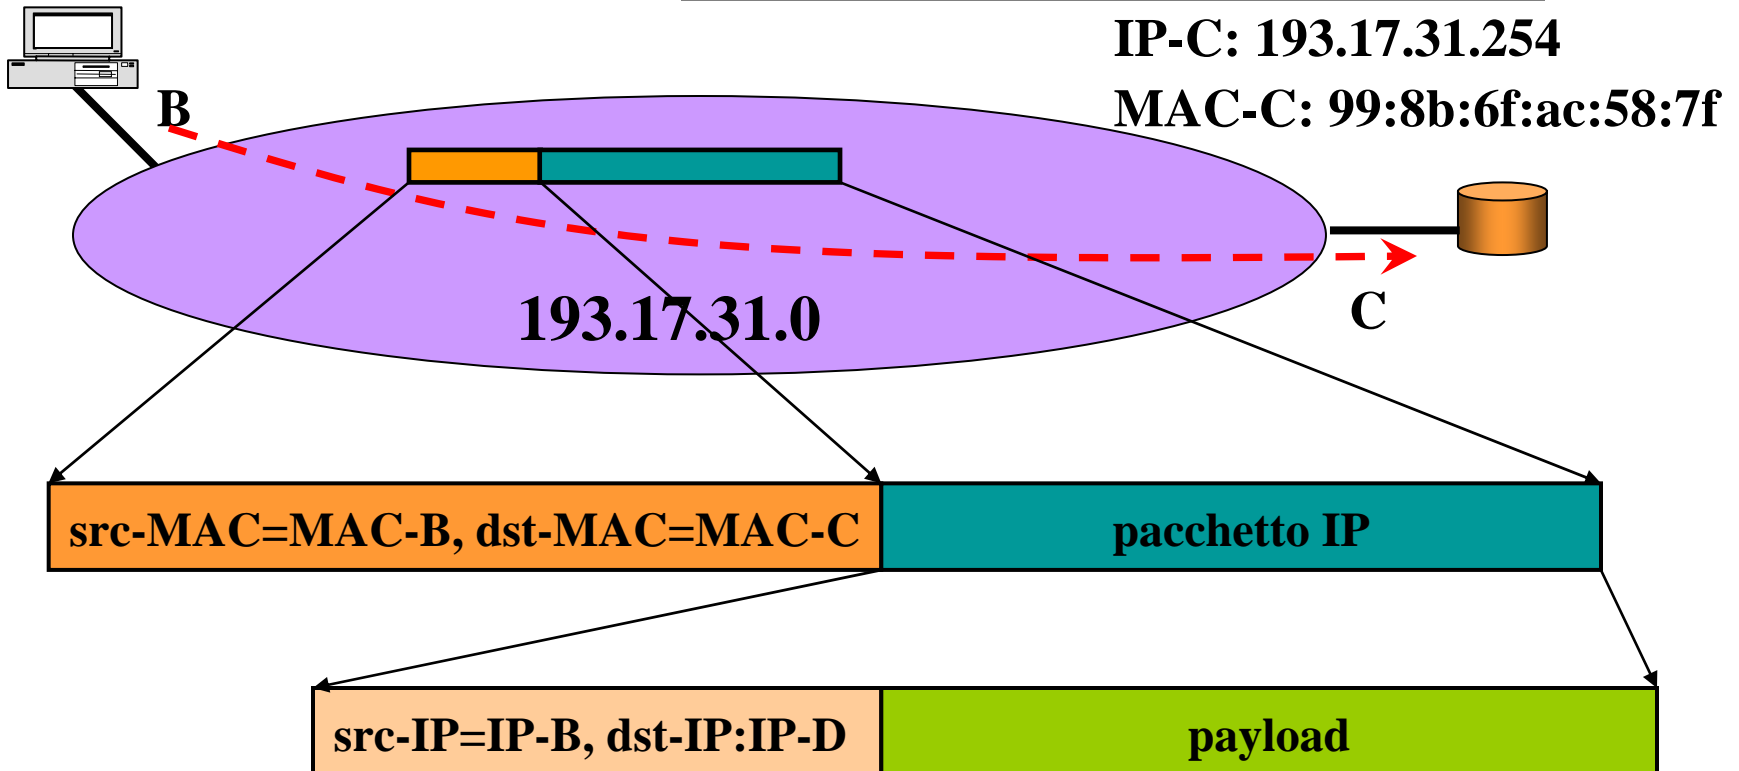 IP-C: 193.17.31.254
B
MAC-C: 99:8b:6f:ac:58:7f
193.17.31.0
C
src-MAC=MAC-B, dst-MAC=MAC-C
pacchetto IP
src-IP=IP-B, dst-IP:IP-D
payload